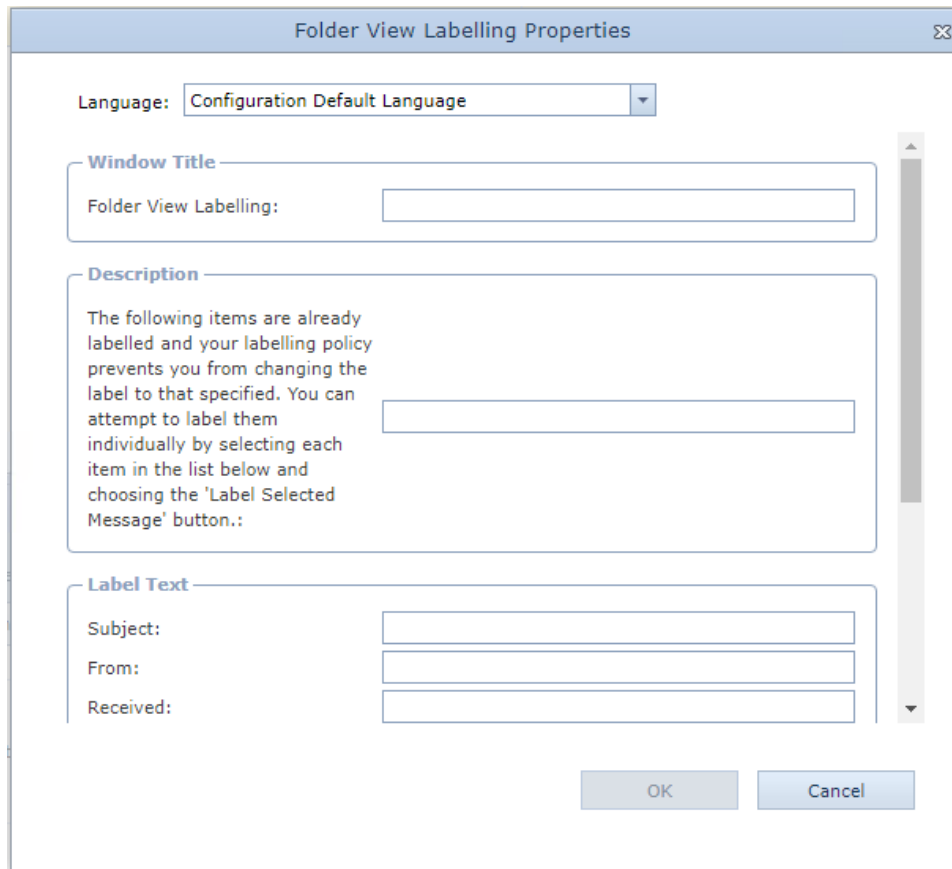 Folder View Labelling Properties
Language: Configuration Default Language
Window Title
Folder View Labelling:
Description
The following items are already
labelled and your labelling policy
prevents you from changing the
label to that specified. You can
attempt to label them
individually by selecting each
item in the list below and
choosing the 'Label Selected
Message' button.:
Label Text
Subject:
From:
Received:
OK Cancel